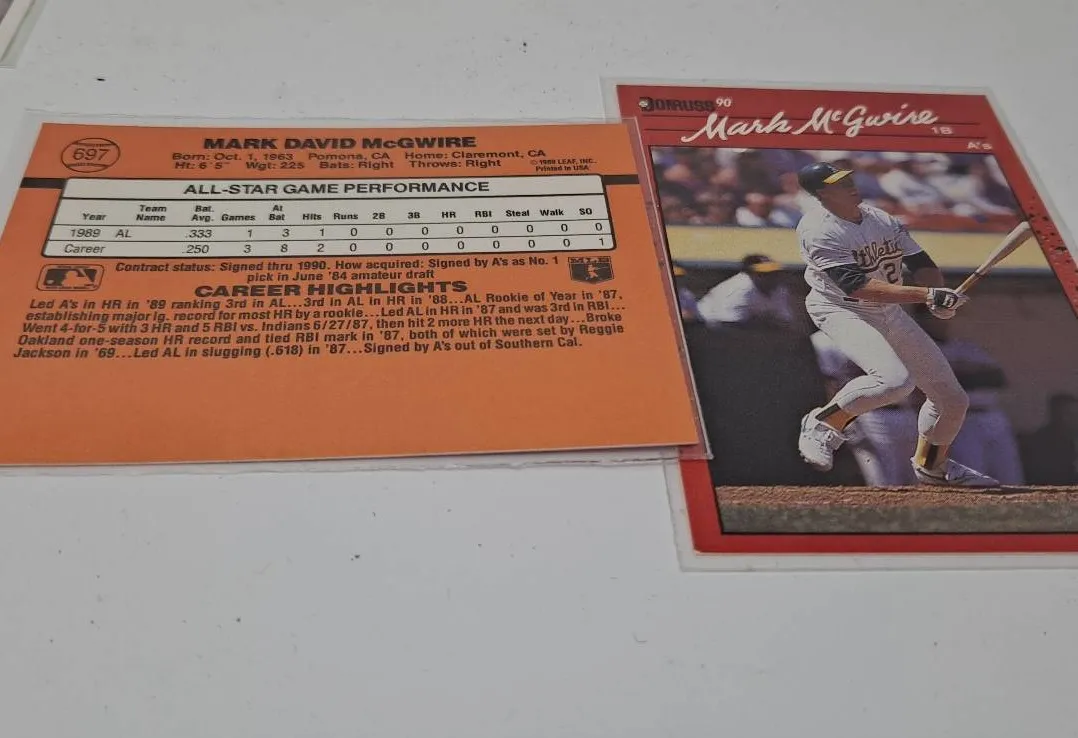 697
MARK DAVID McGWIRE
Born: Oct. 1, 1963 Pomona, CA Home: Claremont, CA
Ht: 6' 5" Wgt: 225 Bats: Right Throws: Right
© 1989 LEAF, INC.
Printed in USA
ALL-STAR GAME PERFORMANCE
Year Team Name Bat. Avg. Games At Bat Hits Runs 2B 3B HR RBI Steal Walk SO
1989 AL .333 1 3 1 0 0 0 0 0 0 0 0
Career .250 3 8 2 0 0 0 0 0 0 0 1
Contract status: Signed thru 1990. How acquired: Signed by A's as No. 1
pick in June '84 amateur draft
MLB
CAREER HIGHLIGHTS
Led A's in HR in '89 ranking 3rd in AL...3rd in AL in HR in '88...AL Rookie of Year in '87,
establishing major lg. record for most HR by a rookie...Led AL in HR in '87 and was 3rd in RBI...
Went 4-for-5 with 3 HR and 5 RBI vs. Indians 6/27/87, then hit 2 more HR the next day...Broke
Oakland one-season HR record and tied RBI mark in '87, both of which were set by Reggie
Jackson in '69...Led AL in slugging (.618) in '87...Signed by A's out of Southern Cal.
DONRUSS 90
Mark McGwire
1B
A's
Athletic
2